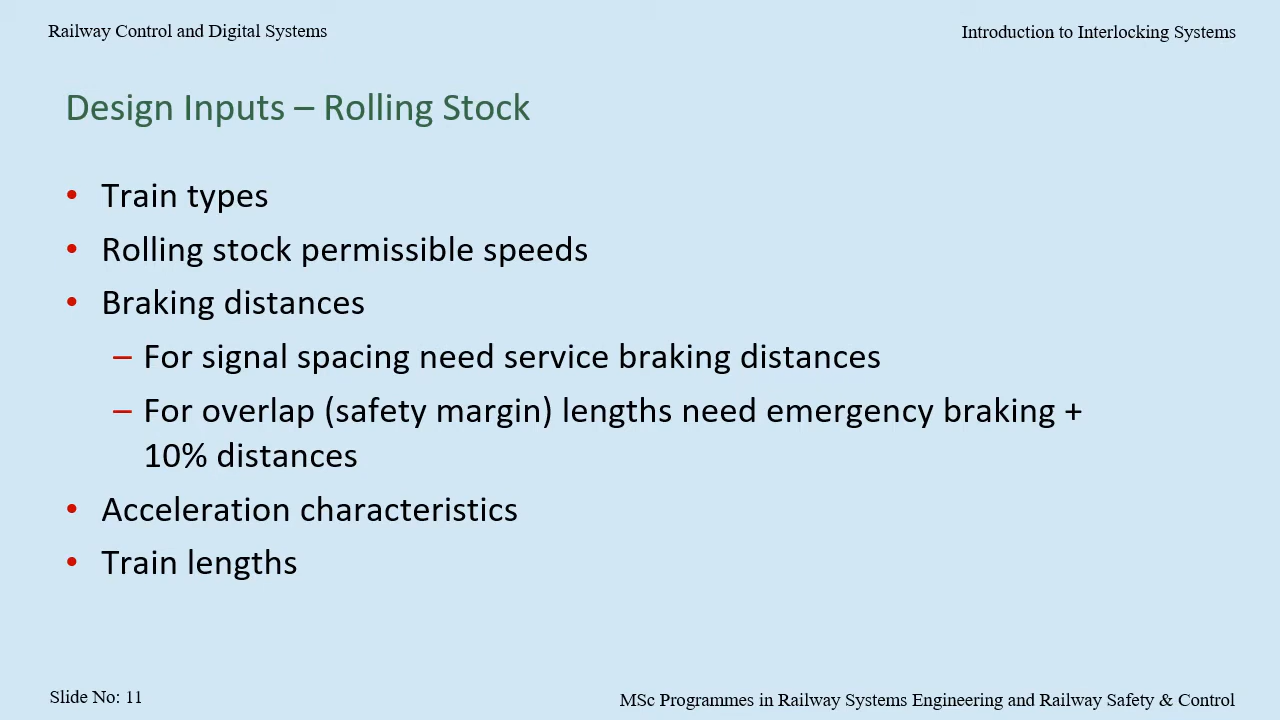 Railway Control and Digital Systems
Introduction to Interlocking Systems
Design Inputs – Rolling Stock
• Train types
• Rolling stock permissible speeds
• Braking distances
– For signal spacing need service braking distances
– For overlap (safety margin) lengths need emergency braking +
10% distances
• Acceleration characteristics
• Train lengths
Slide No: 11
MSc Programmes in Railway Systems Engineering and Railway Safety & Control